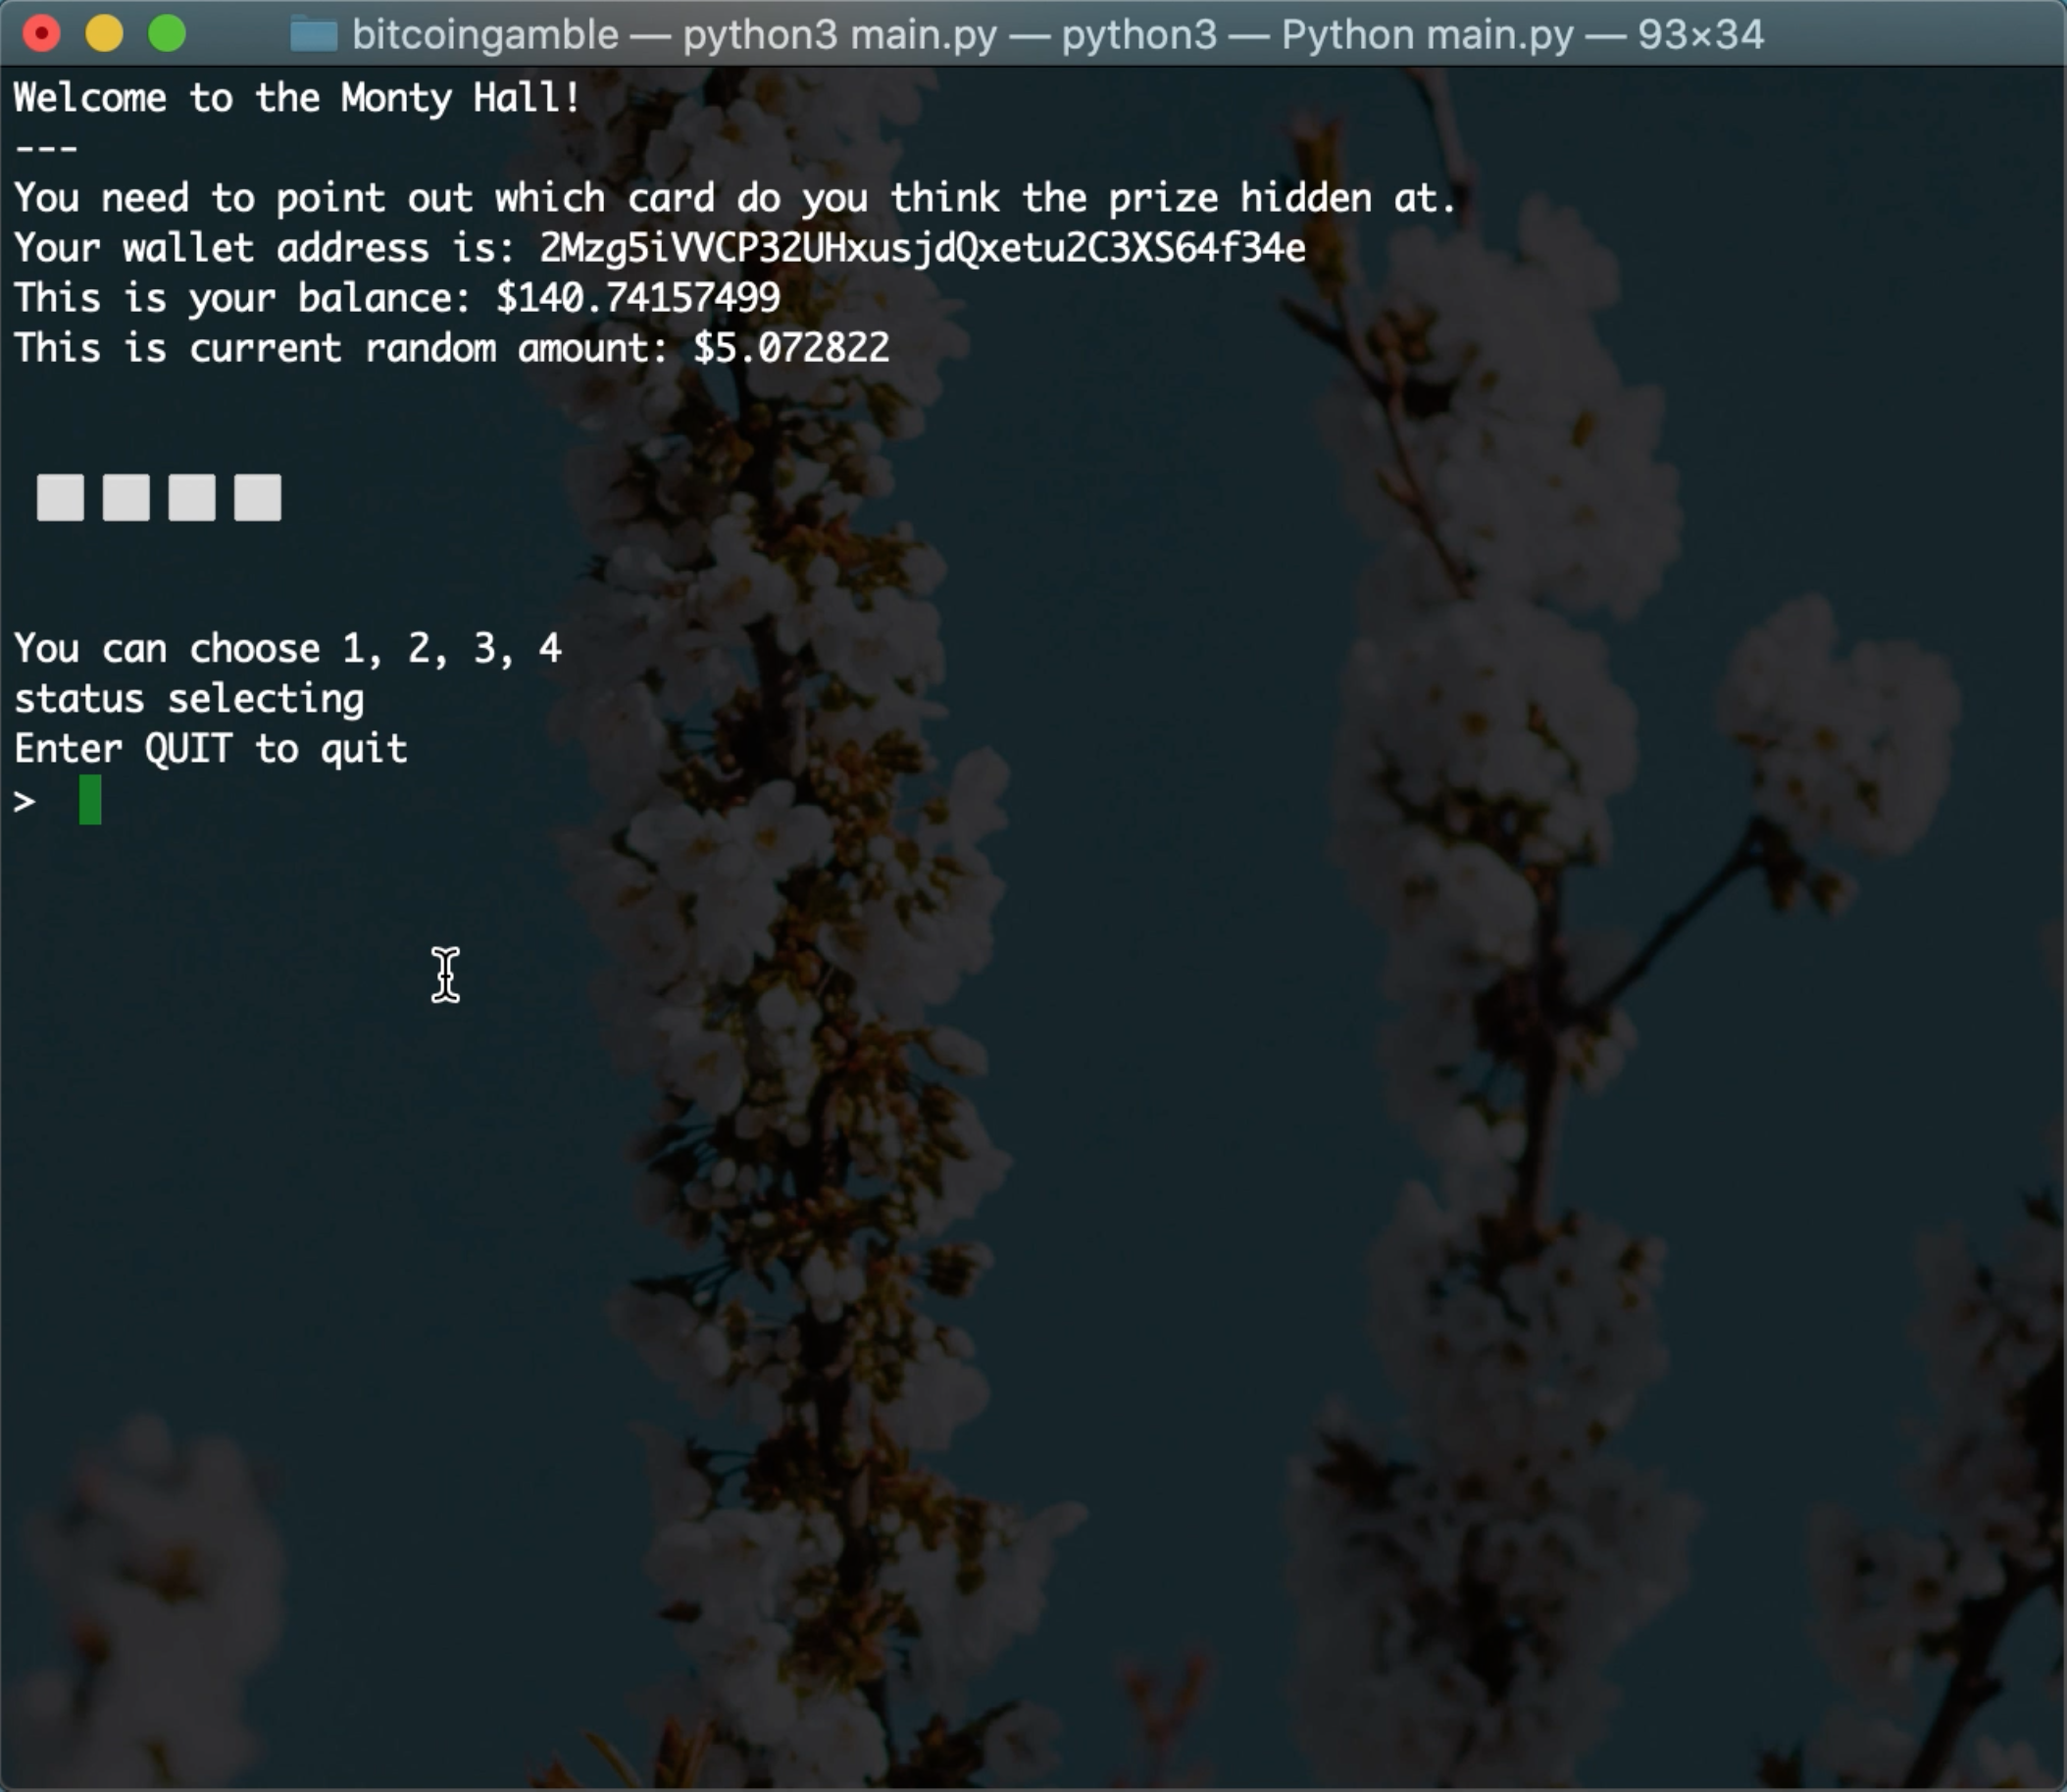 bitcoingamble — python3 main.py — python3 — Python main.py — 93×34
Welcome to the Monty Hall!
---
You need to point out which card do you think the prize hidden at.
Your wallet address is: 2Mzg5iVVCP32UHxusjdQxetu2C3XS64f34e
This is your balance: $140.74157499
This is current random amount: $5.072822
You can choose 1, 2, 3, 4
status selecting
Enter QUIT to quit
>